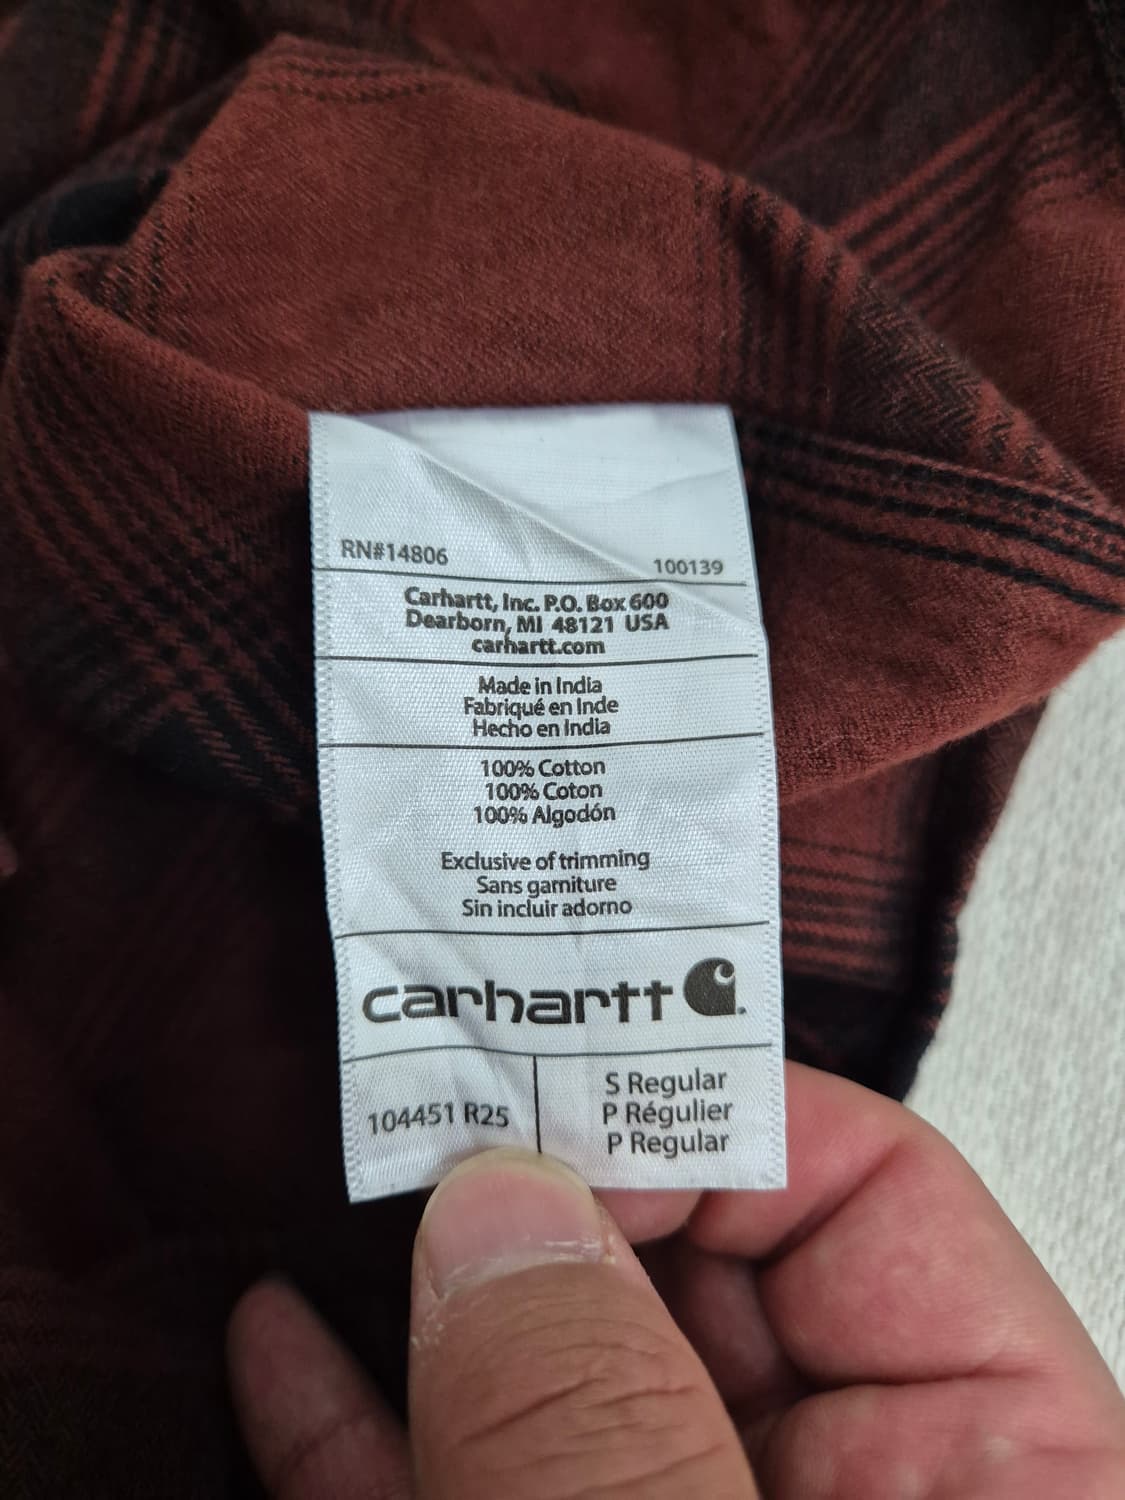 RN#14806 100139
Carhartt, Inc. P.O. Box 600
Dearborn, MI 48121 USA
carhartt.com
Made in India
Fabriqué en Inde
Hecho en India
100% Cotton
100% Coton
100% Algodón
Exclusive of trimming
Sans garniture
Sin incluir adorno
carhartt
104451 R25
S Regular
P Régulier
P Regular